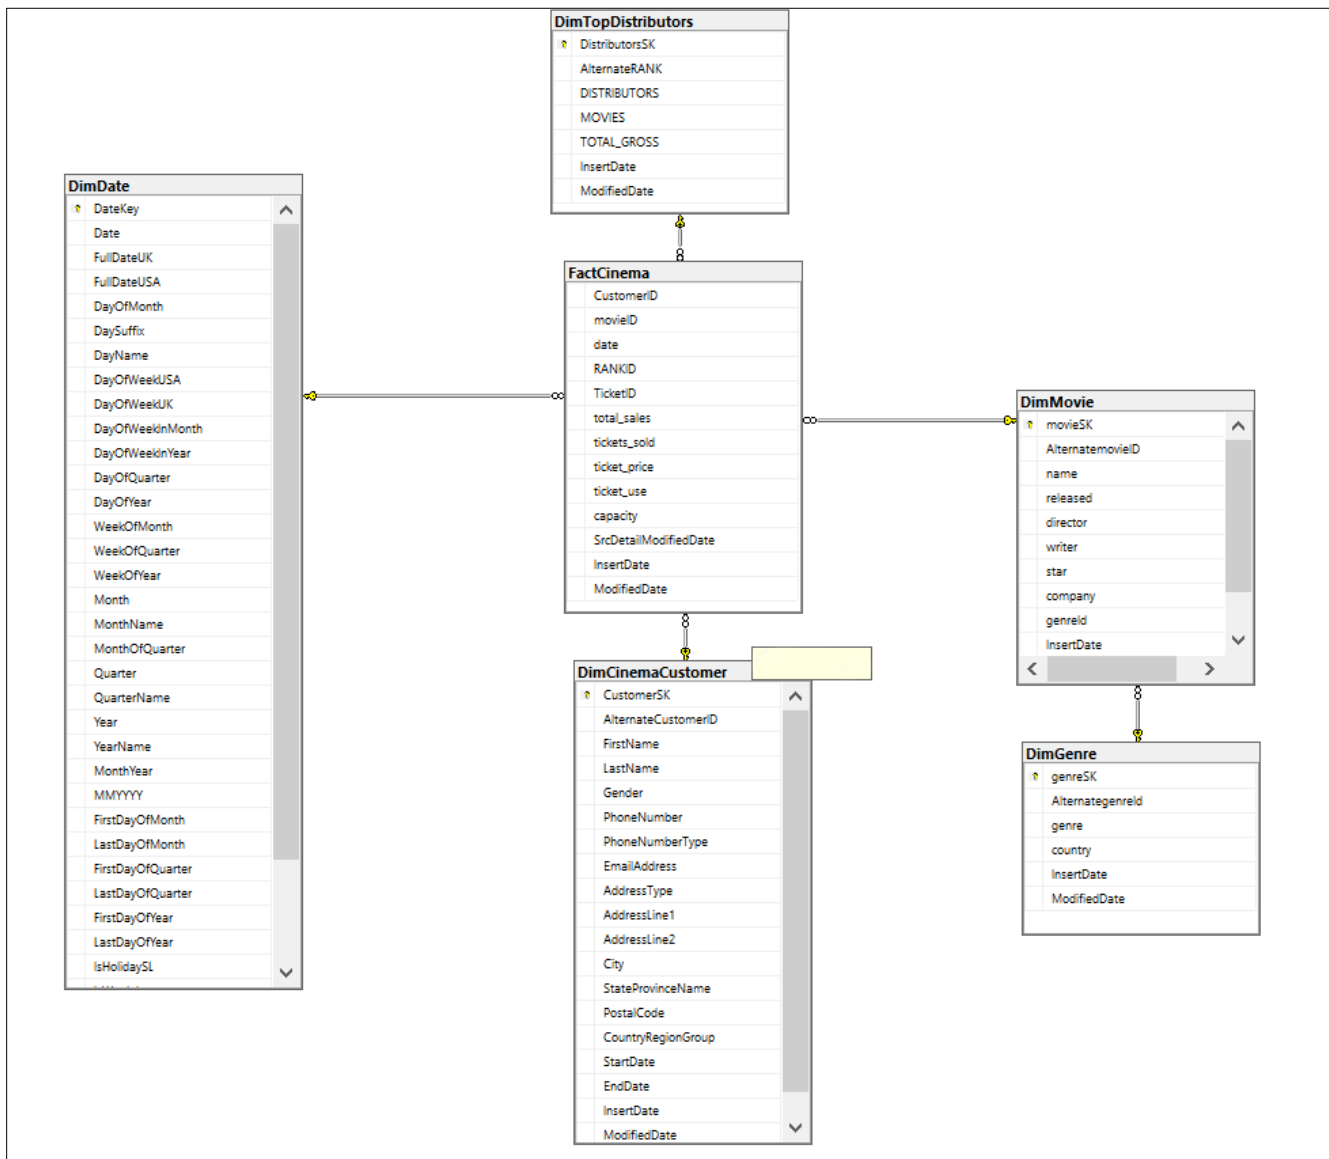 DimTopDistributors
DistributorsSK
AlternateRANK
DISTRIBUTORS
MOVIES
TOTAL_GROSS
InsertDate
ModifiedDate
DimDate
DateKey
Date
FullDateUK
FullDateUSA
DayOfMonth
DaySuffix
DayName
DayOfWeekUSA
DayOfWeekUK
DayOfWeekInMonth
DayOfWeekInYear
DayOfQuarter
DayOfYear
WeekOfMonth
WeekOfQuarter
WeekOfYear
Month
MonthName
MonthOfQuarter
Quarter
QuarterName
Year
YearName
MonthYear
MMYYYY
FirstDayOfMonth
LastDayOfMonth
FirstDayOfQuarter
LastDayOfQuarter
FirstDayOfYear
LastDayOfYear
IsHolidaySL
FactCinema
CustomerID
movieID
date
RANKID
TicketID
total_sales
tickets_sold
ticket_price
ticket_use
capacity
SrcDetailModifiedDate
InsertDate
ModifiedDate
DimMovie
movieSK
AlternatemovieID
name
released
director
writer
star
company
genreId
InsertDate
DimCinemaCustomer
CustomerSK
AlternateCustomerID
FirstName
LastName
Gender
PhoneNumber
PhoneNumberType
EmailAddress
AddressType
AddressLine1
AddressLine2
City
StateProvinceName
PostalCode
CountryRegionGroup
StartDate
EndDate
InsertDate
ModifiedDate
DimGenre
genreSK
AlternategenreId
genre
country
InsertDate
ModifiedDate